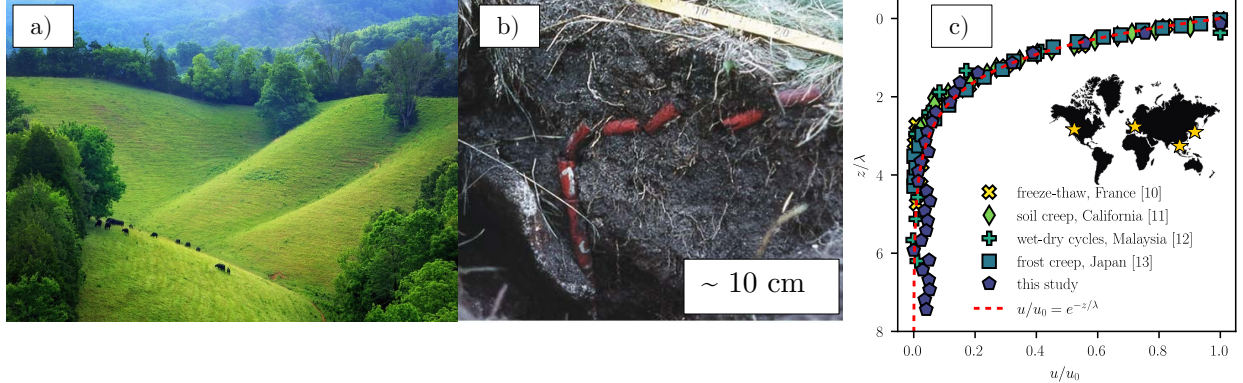 a)
b)
20
~ 10 cm
c)
0
2
4
6
8
z/λ
freeze-thaw, France [10]
soil creep, California [11]
wet-dry cycles, Malaysia [12]
frost creep, Japan [13]
this study
u/u₀ = e^{-z/λ}
0.0 0.2 0.4 0.6 0.8 1.0
u/u₀